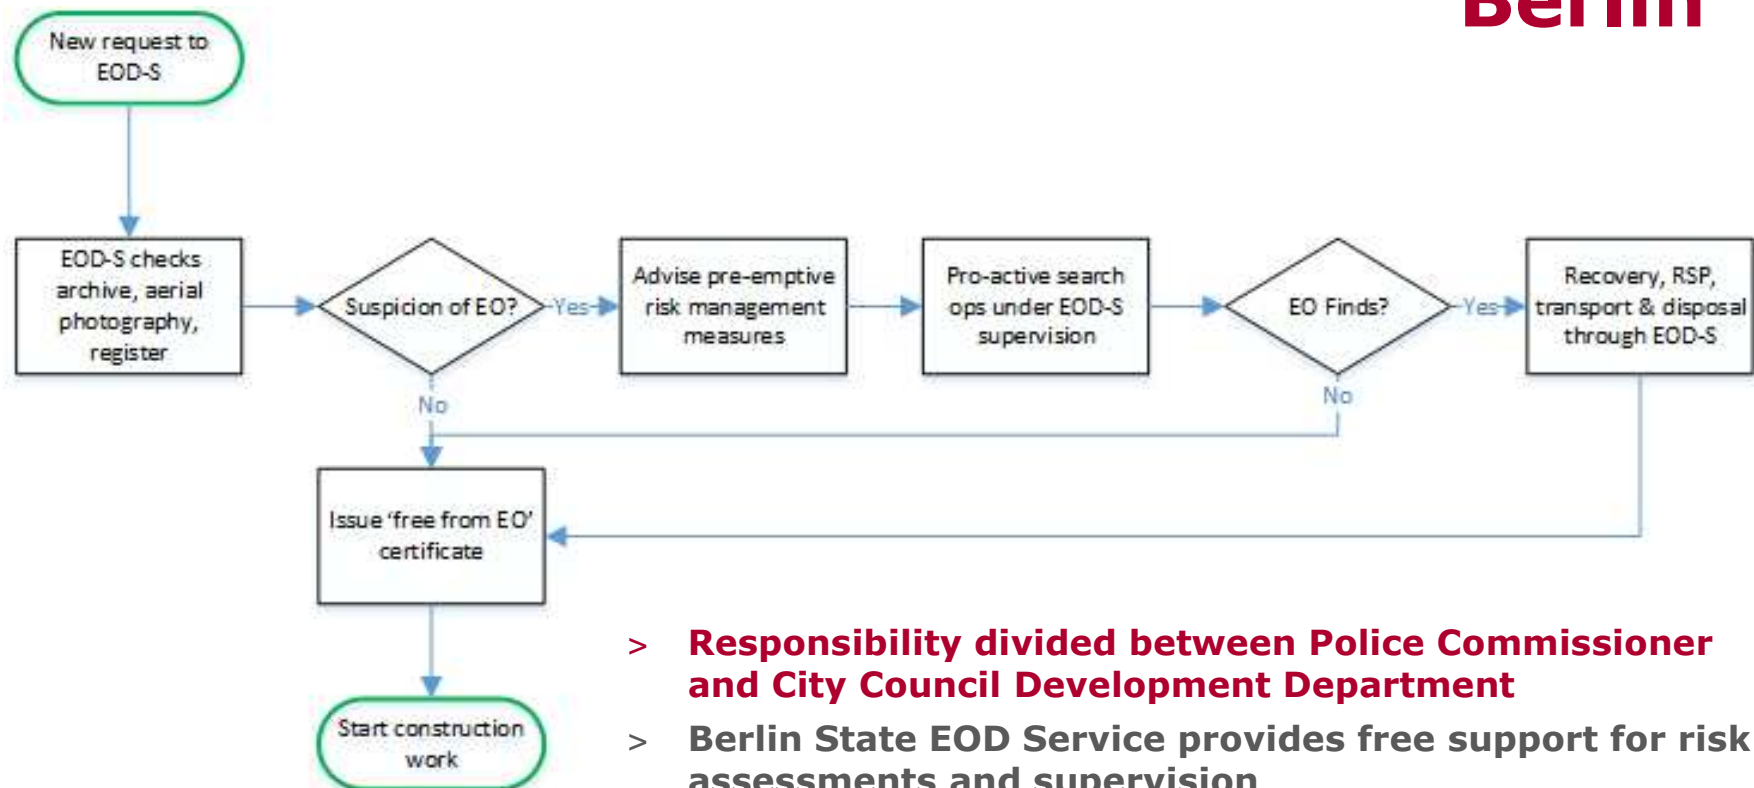 Berlin
New request to
EOD-S
EOD-S checks
archive, aerial
photography,
register
Suspicion of EO?
Yes
Advise pre-emptive
risk management
measures
Pro-active search
ops under EOD-S
supervision
EO Finds?
Yes
Recovery, RSP,
transport & disposal
through EOD-S
No
No
Issue ‘free from EO’
certificate
Start construction
work
> Responsibility divided between Police Commissioner
and City Council Development Department
> Berlin State EOD Service provides free support for risk
assessments and supervision